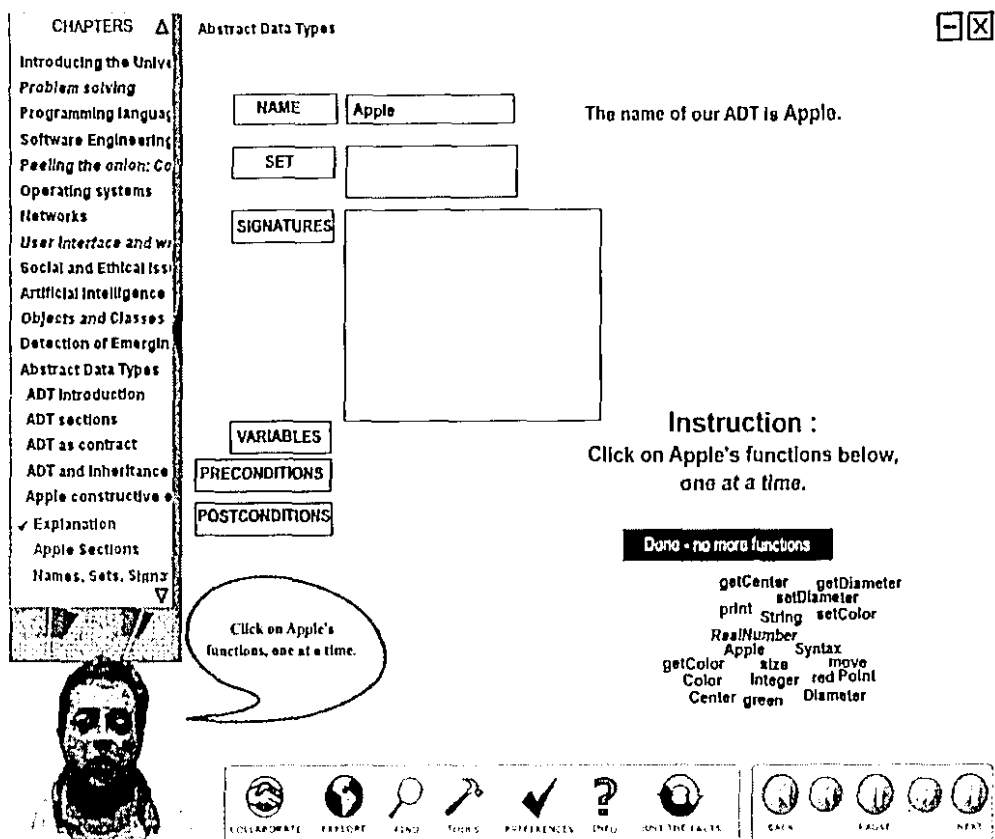 CHAPTERS
Introducing the Unive
Problem solving
Programming languag
Software Engineering
Peeling the onion: Co
Operating systems
Networks
User Interface and w
Social and Ethical Iss
Artificial Intelligence
Objects and Classes
Detection of Emergin
Abstract Data Types
ADT Introduction
ADT sections
ADT as contract
ADT and Inheritance
Apple constructive e
✓ Explanation
Apple Sections
Names, Sets, Signa
Abstract Data Types
NAME
Apple
The name of our ADT is Apple.
SET
SIGNATURES
VARIABLES
PRECONDITIONS
POSTCONDITIONS
Instruction :
Click on Apple's functions below,
one at a time.
Done - no more functions
getCenter getDiameter
setDiameter
print String setColor
RealNumber
Apple Syntax
getColor size move
Color Integer red Point
Center green Diameter
Click on Apple's
functions, one at a time.
COLLABORATE EXPLORE FIND TOOLS PREFERENCES INFO JUST THE FACTS
BACK PAUSE NEXT